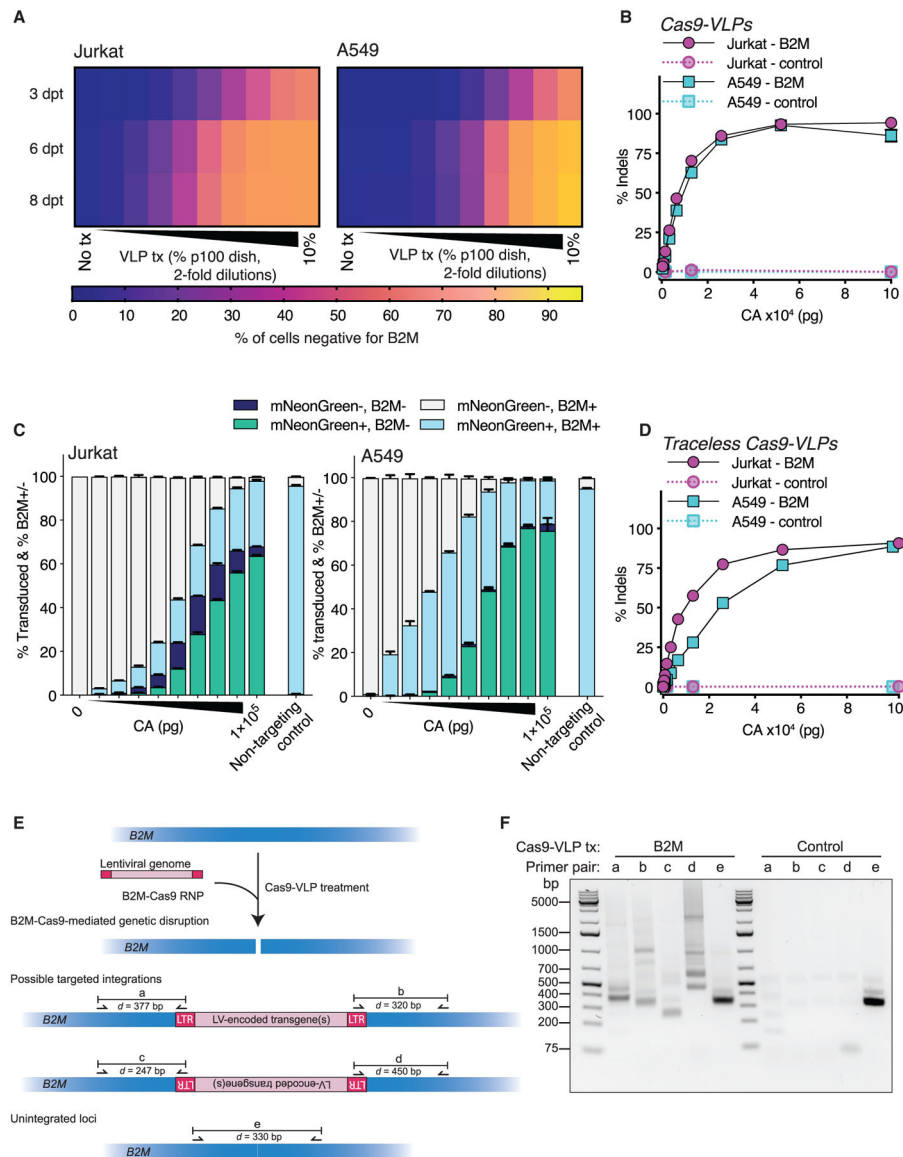 A
Jurkat
A549
3 dpt
6 dpt
8 dpt
No tx
10%
VLP tx (% p100 dish,
2-fold dilutions)
No tx
10%
VLP tx (% p100 dish,
2-fold dilutions)
0 10 20 30 40 50 60 70 80 90
% of cells negative for B2M
B
Cas9-VLPs
Jurkat - B2M
Jurkat - control
A549 - B2M
A549 - control
% Indels
100
75
50
25
0
0 2 4 6 8 10
CA x10⁴ (pg)
C
mNeonGreen-, B2M-
mNeonGreen-, B2M+
mNeonGreen+, B2M-
mNeonGreen+, B2M+
Jurkat
% Transduced & % B2M+/-
100
80
60
40
20
0
0
CA (pg)
1×10⁵
Non-targeting
control
A549
% transduced & % B2M+/-
100
80
60
40
20
0
0
CA (pg)
1×10⁵
Non-targeting
control
D
Traceless Cas9-VLPs
Jurkat - B2M
Jurkat - control
A549 - B2M
A549 - control
% Indels
100
75
50
25
0
0 2 4 6 8 10
CA x10⁴ (pg)
E
B2M
Lentiviral genome
B2M-Cas9 RNP
Cas9-VLP treatment
B2M-Cas9-mediated genetic disruption
B2M
Possible targeted integrations
a
d = 377 bp
b
d = 320 bp
B2M
LTR
LV-encoded transgene(s)
LTR
c
d = 247 bp
d
d = 450 bp
B2M
LTR
LV-encoded transgene(s)
LTR
Unintegrated loci
e
d = 330 bp
B2M
F
Cas9-VLP tx: B2M Control
Primer pair: a b c d e a b c d e
bp
5000
1500
1000
700
500
400
300
200
75